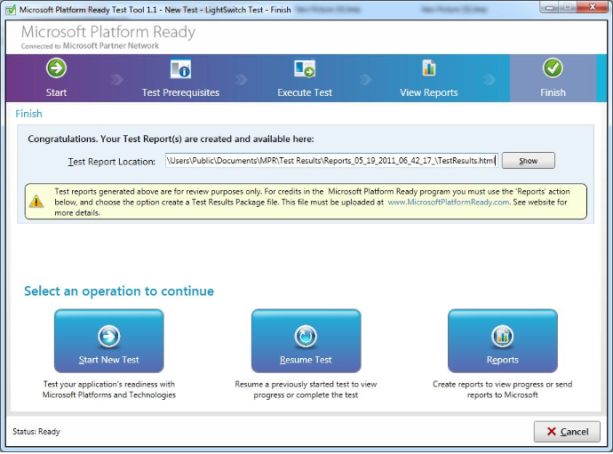 Microsoft Platform Ready Test Tool 1.1 - New Test - LightSwitch Test - Finish
Microsoft Platform Ready
Connected to Microsoft Partner Network
Start
Test Prerequisites
Execute Test
View Reports
Finish
Finish
Congratulations. Your Test Report(s) are created and available here:
Test Report Location: \Users\Public\Documents\MPR\Test Results\Reports_05_19_2011_06_42_17_\TestResults.html Show
Test reports generated above are for review purposes only. For credits in the Microsoft Platform Ready program you must use the 'Reports' action
below, and choose the option create a Test Results Package file. This file must be uploaded at www.MicrosoftPlatformReady.com. See website for
more details.
Select an operation to continue
Start New Test
Resume Test
Reports
Test your application's readiness with
Microsoft Platforms and Technologies
Resume a previously started test to view
progress or complete the test
Create reports to view progress or send
reports to Microsoft
Status: Ready
Cancel